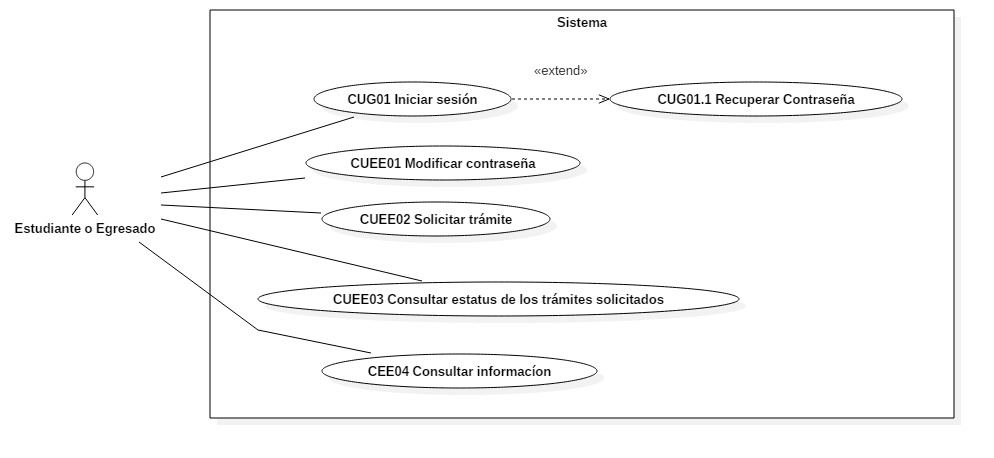 Sistema
«extend»
CUG01 Iniciar sesión
CUG01.1 Recuperar Contraseña
CUEE01 Modificar contraseña
CUEE02 Solicitar trámite
Estudiante o Egresado
CUEE03 Consultar estatus de los trámites solicitados
CEE04 Consultar informacíon